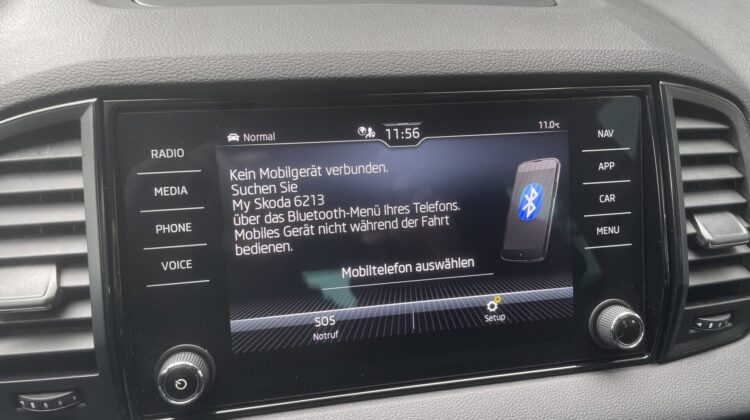 Normal
11:56
11.0°C
RADIO
MEDIA
PHONE
VOICE
Kein Mobilgerät verbunden.
Suchen Sie
My Skoda 6213
über das Bluetooth-Menü Ihres Telefons.
Mobiles Gerät nicht während der Fahrt
bedienen.
Mobiltelefon auswählen
SOS
Notruf
Setup
NAV
APP
CAR
MENU